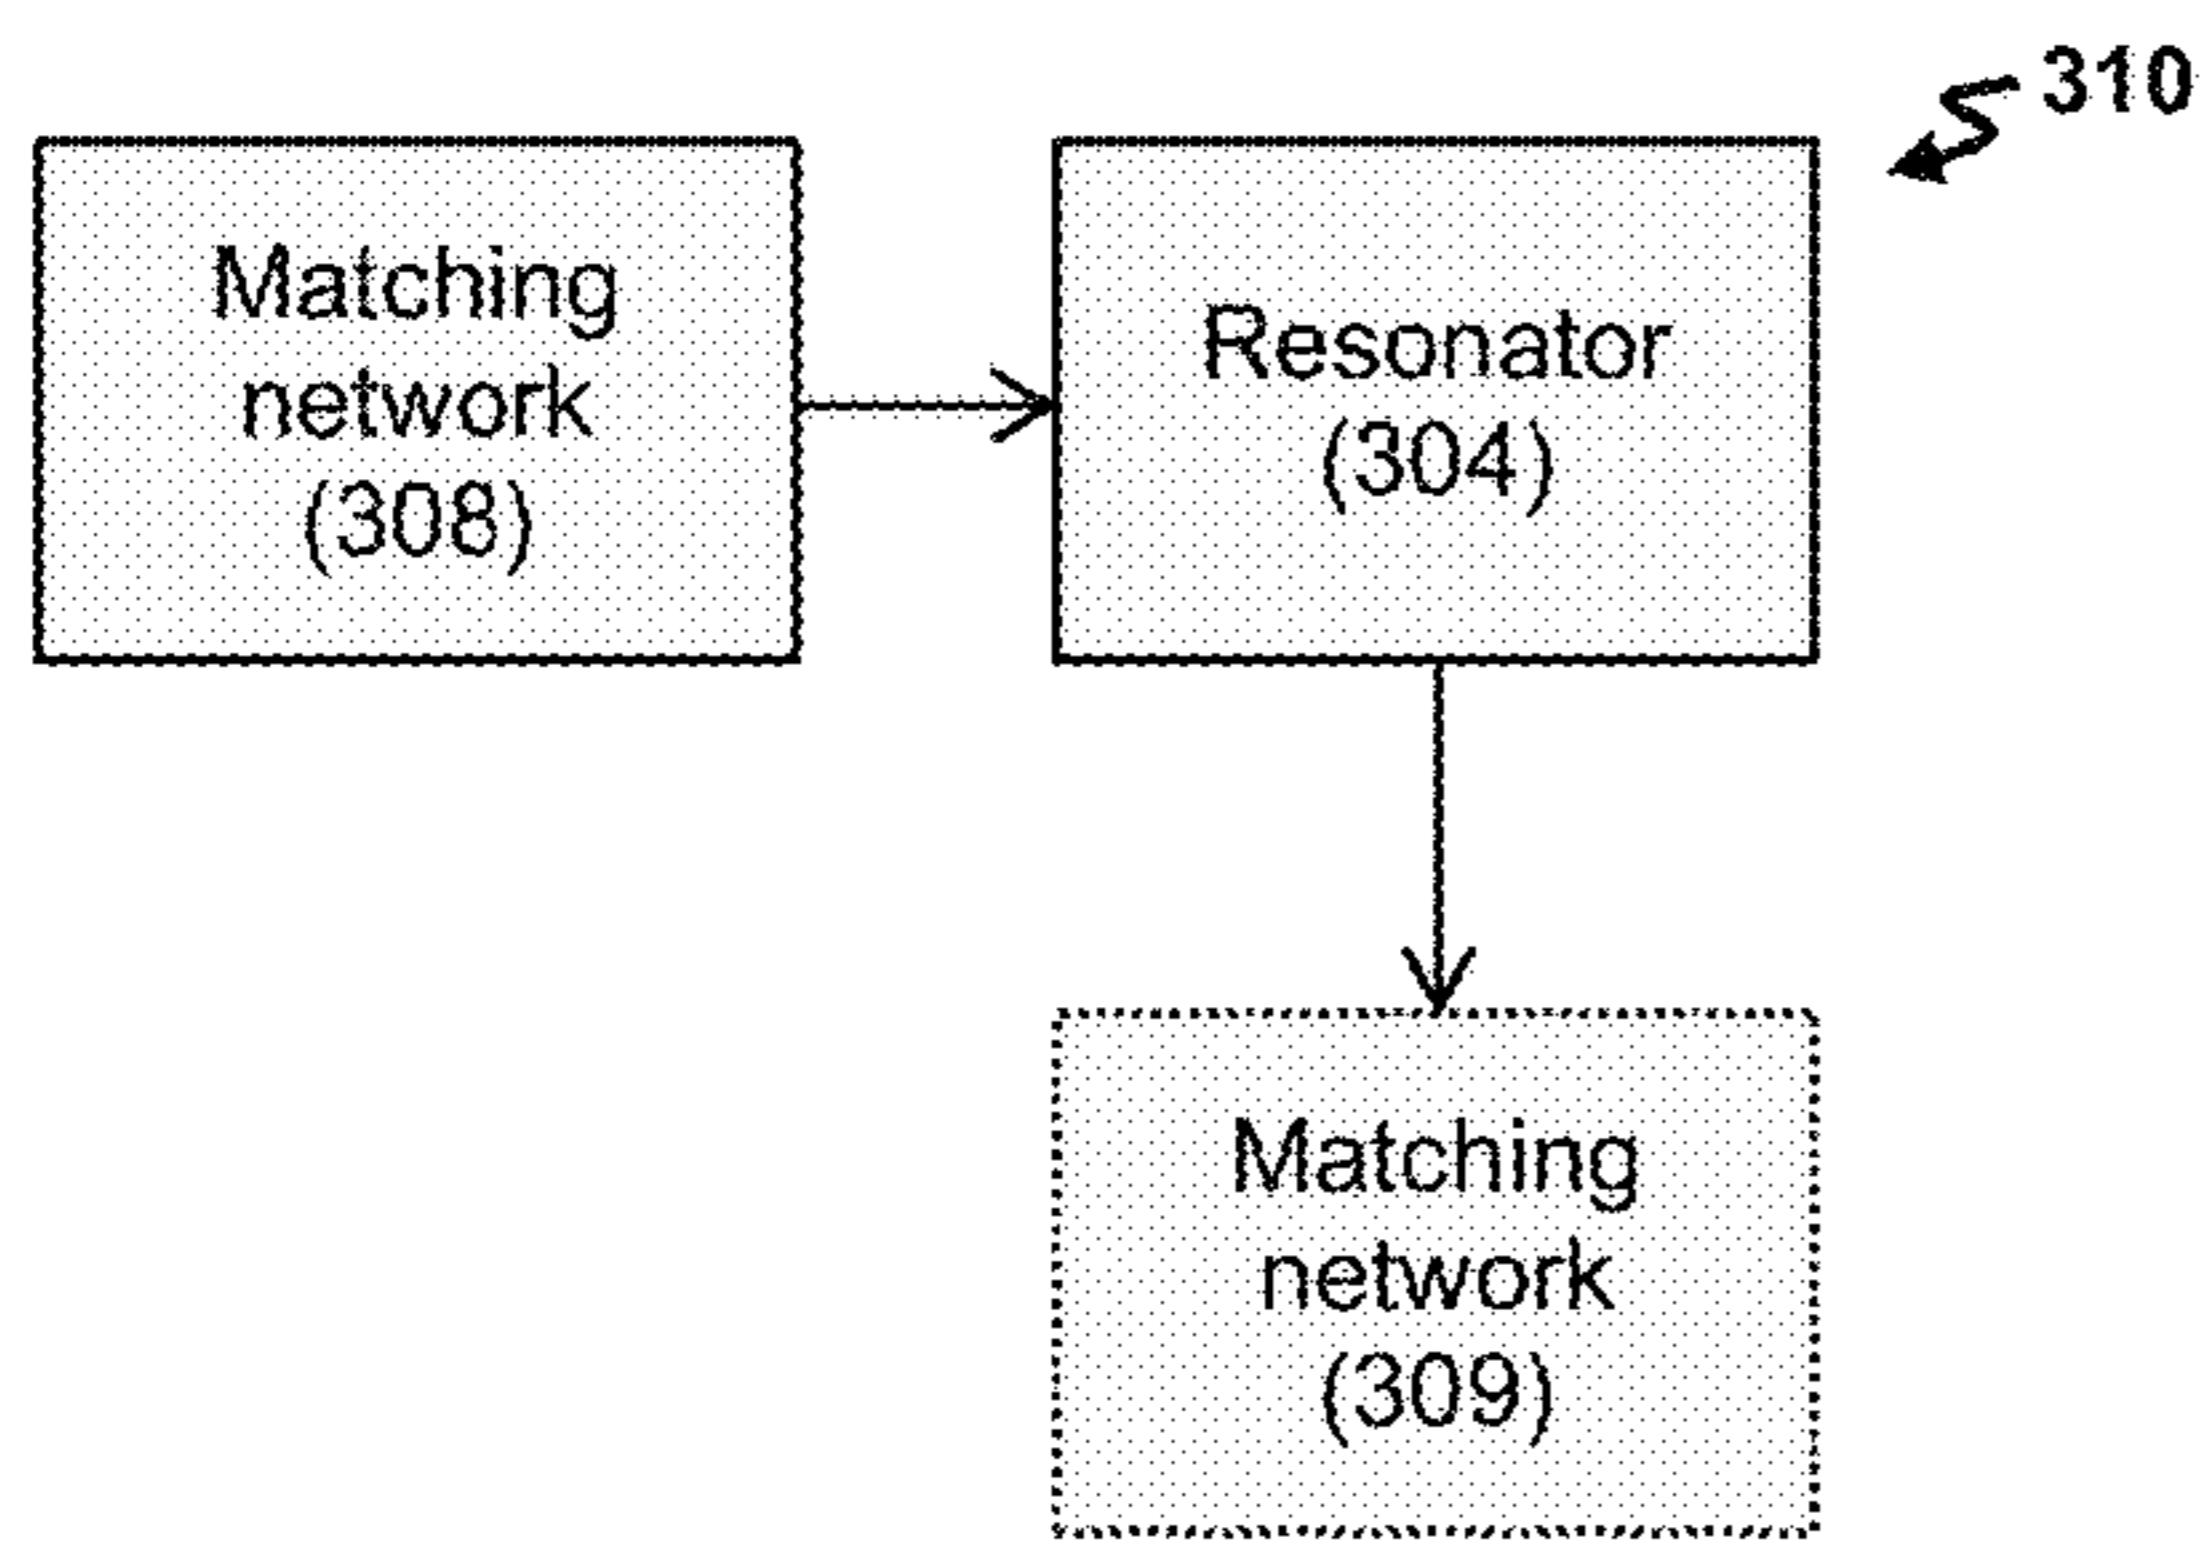 310
Matching
network
(308)
Resonator
(304)
Matching
network
(309)